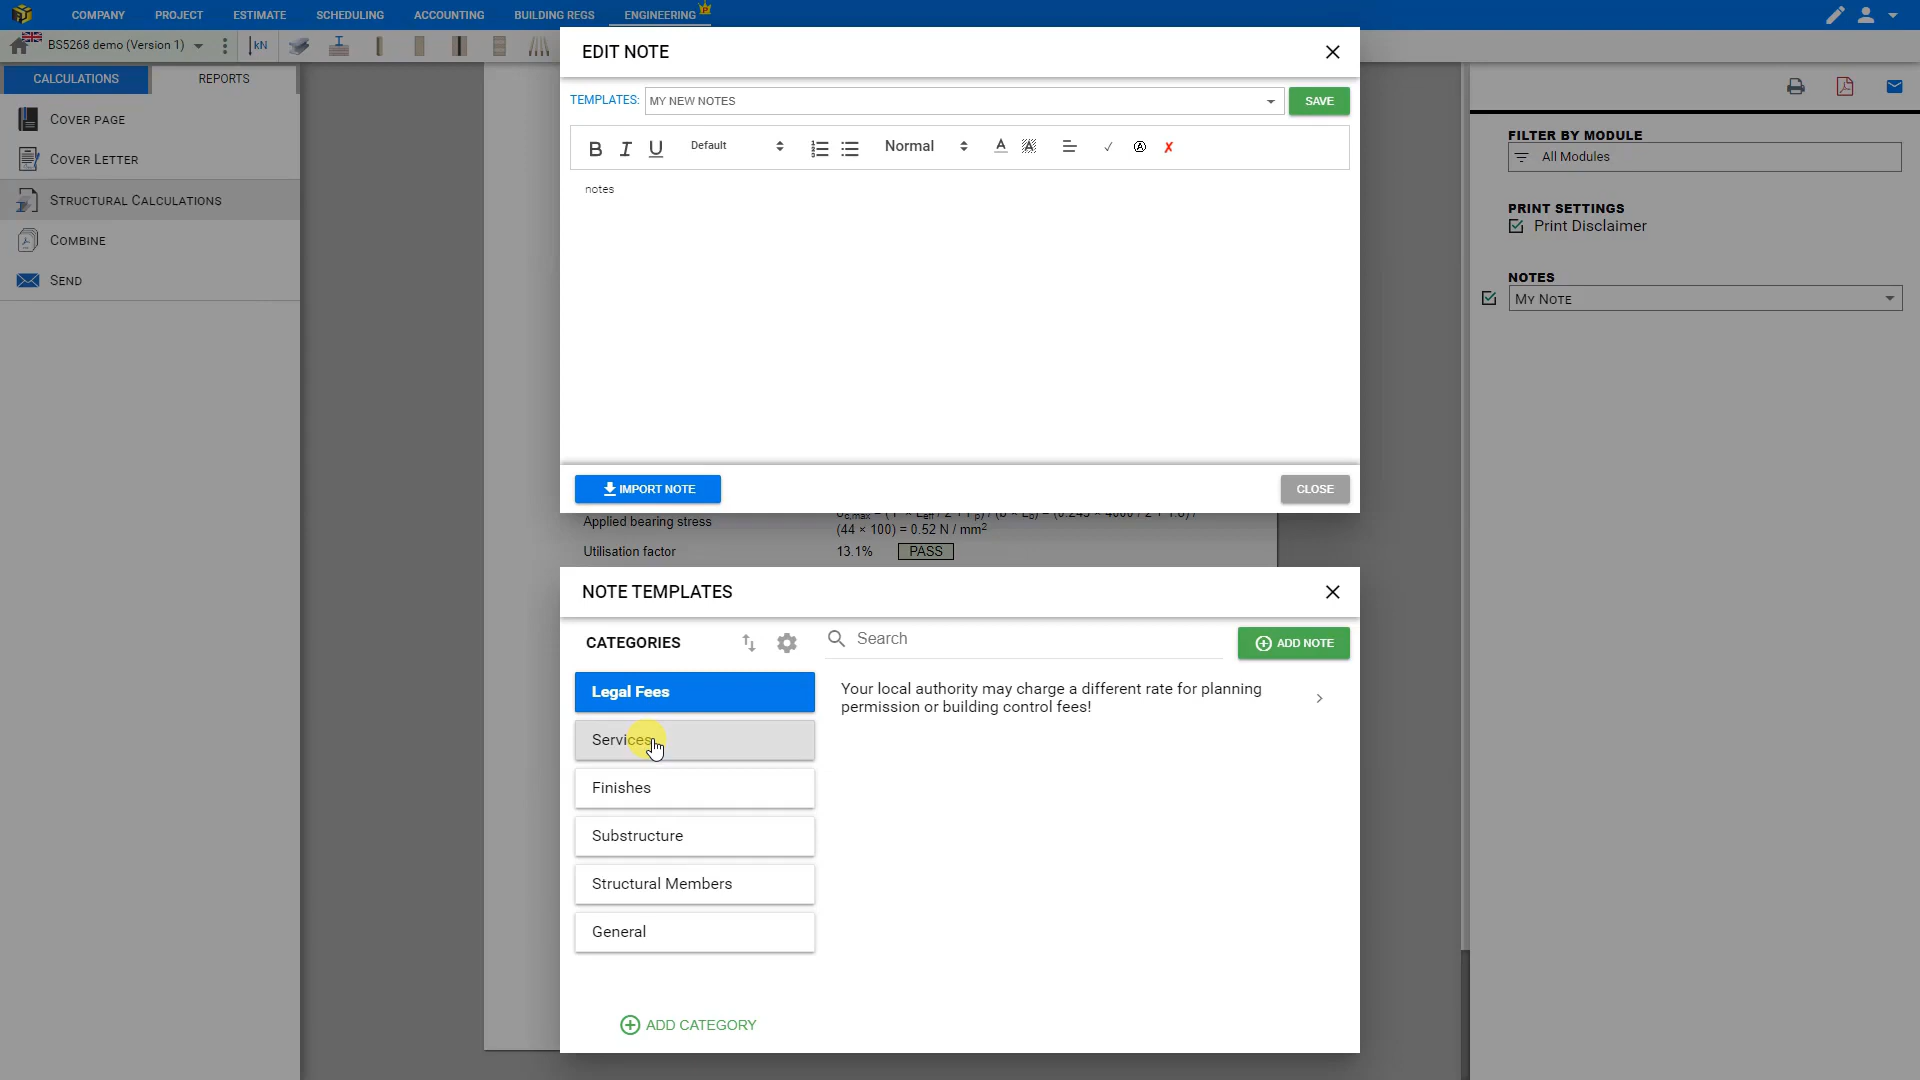 COMPANY PROJECT ESTIMATE SCHEDULING ACCOUNTING BUILDING REGS ENGINEERING
BS5268 demo (Version 1) kN
CALCULATIONS REPORTS
COVER PAGE
COVER LETTER
STRUCTURAL CALCULATIONS
COMBINE
SEND
EDIT NOTE
TEMPLATES: MY NEW NOTES SAVE
B I U Default Normal A
notes
IMPORT NOTE CLOSE
Applied bearing stress
(44 × 100) = 0.52 N / mm²
Utilisation factor 13.1% PASS
NOTE TEMPLATES
CATEGORIES Search ADD NOTE
Legal Fees
Services
Finishes
Substructure
Structural Members
General
ADD CATEGORY
Your local authority may charge a different rate for planning
permission or building control fees!
FILTER BY MODULE
All Modules
PRINT SETTINGS
Print Disclaimer
NOTES
MY NOTE